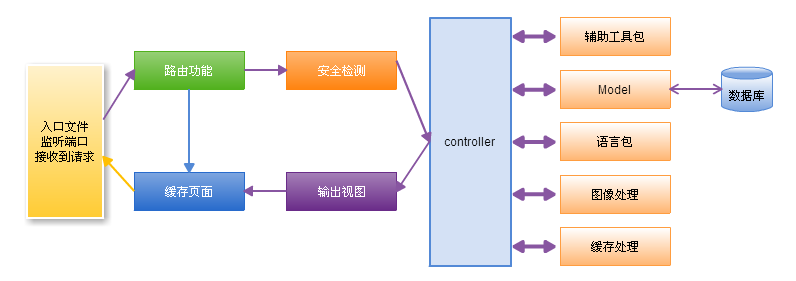 入口文件
监听端口
接收到请求
路由功能
安全检测
缓存页面
输出视图
controller
辅助工具包
Model
数据库
语言包
图像处理
缓存处理